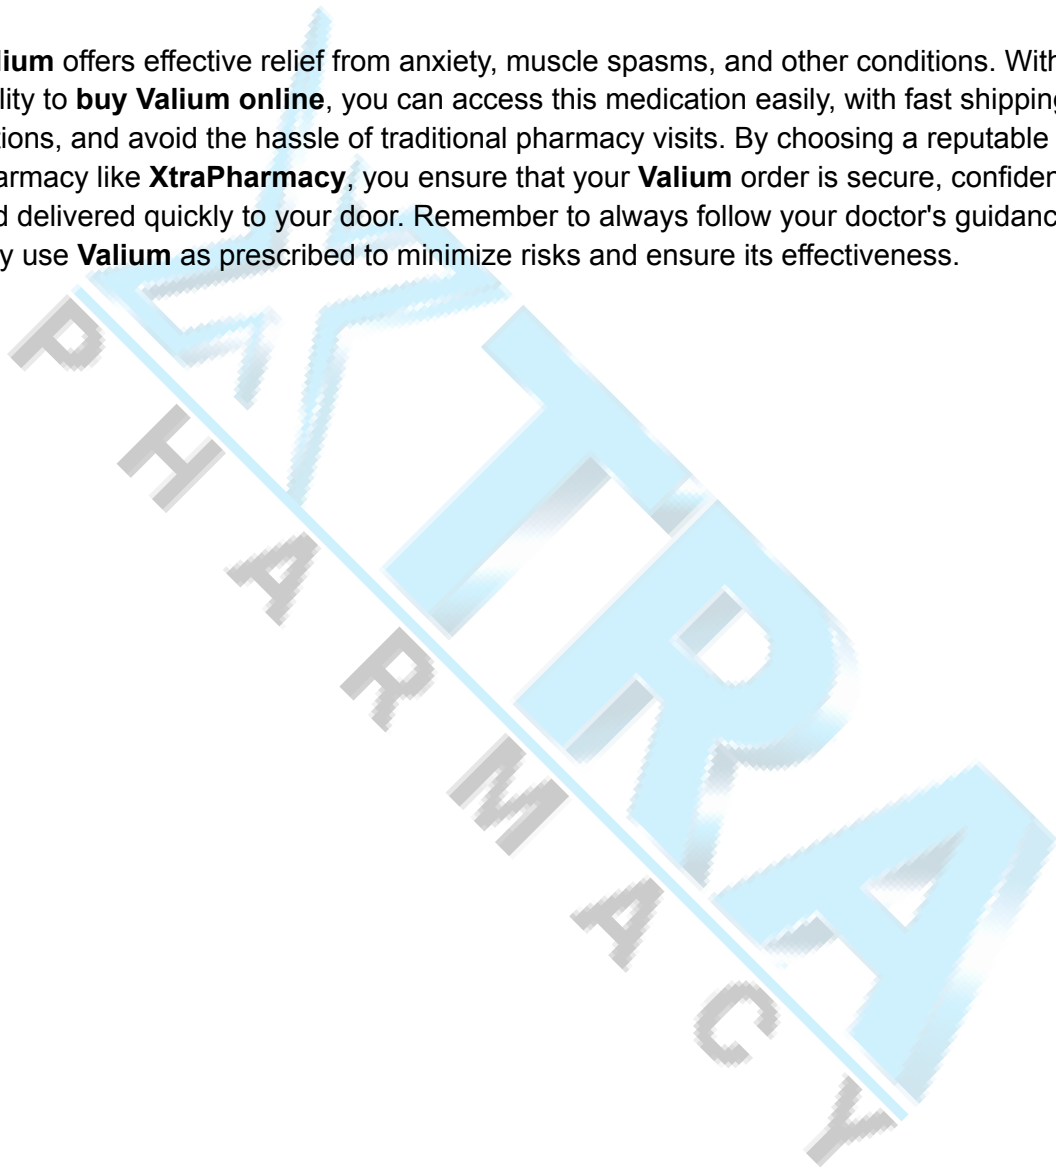 lium offers effective relief from anxiety, muscle spasms, and other conditions. With
lity to buy Valium online, you can access this medication easily, with fast shipping
tions, and avoid the hassle of traditional pharmacy visits. By choosing a reputable
armacy like XtraPharmacy, you ensure that your Valium order is secure, confiden
d delivered quickly to your door. Remember to always follow your doctor's guidanc
y use Valium as prescribed to minimize risks and ensure its effectiveness.
XTRA
PHARMACY